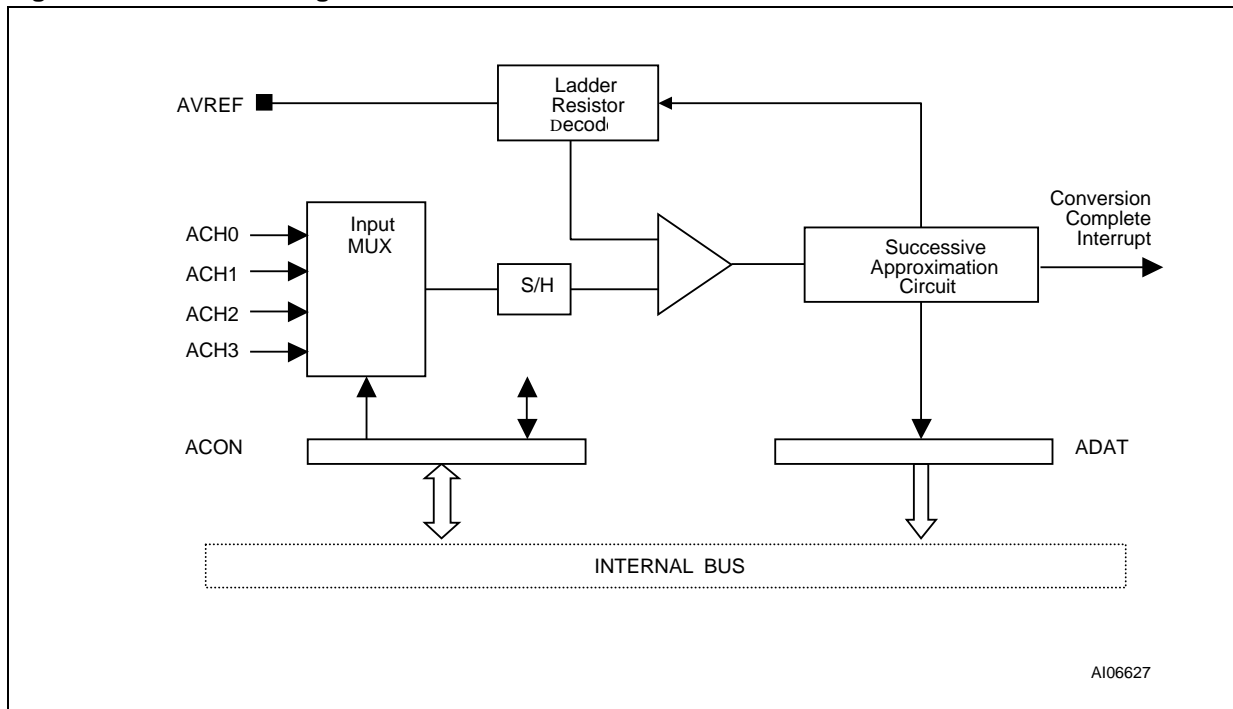 Ladder
Resistor
Decode
AVREF
Input
MUX
ACH0
ACH1
ACH2
ACH3
S/H
Successive
Approximation
Circuit
Conversion
Complete
Interrupt
ACON
ADAT
INTERNAL BUS
AI06627